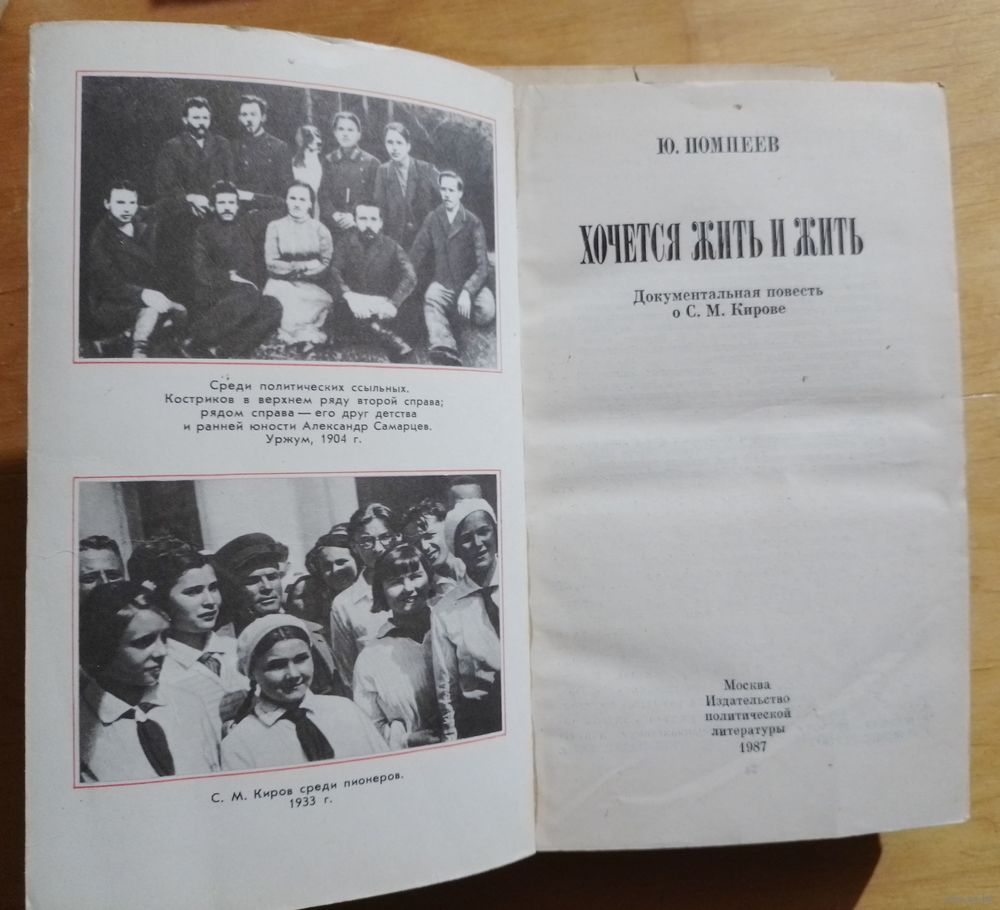 Среди политических ссыльных.
Костриков в верхнем ряду второй справа;
рядом справа — его друг детства
и ранней юности Александр Самарцев.
Уржум, 1904 г.
С. М. Киров среди пионеров.
1933 г.
Ю. ПОМПЕЕВ
ХОЧЕТСЯ ЖИТЬ И ЖИТЬ
Документальная повесть
о С. М. Кирове
Москва
Издательство
политической
литературы
1987